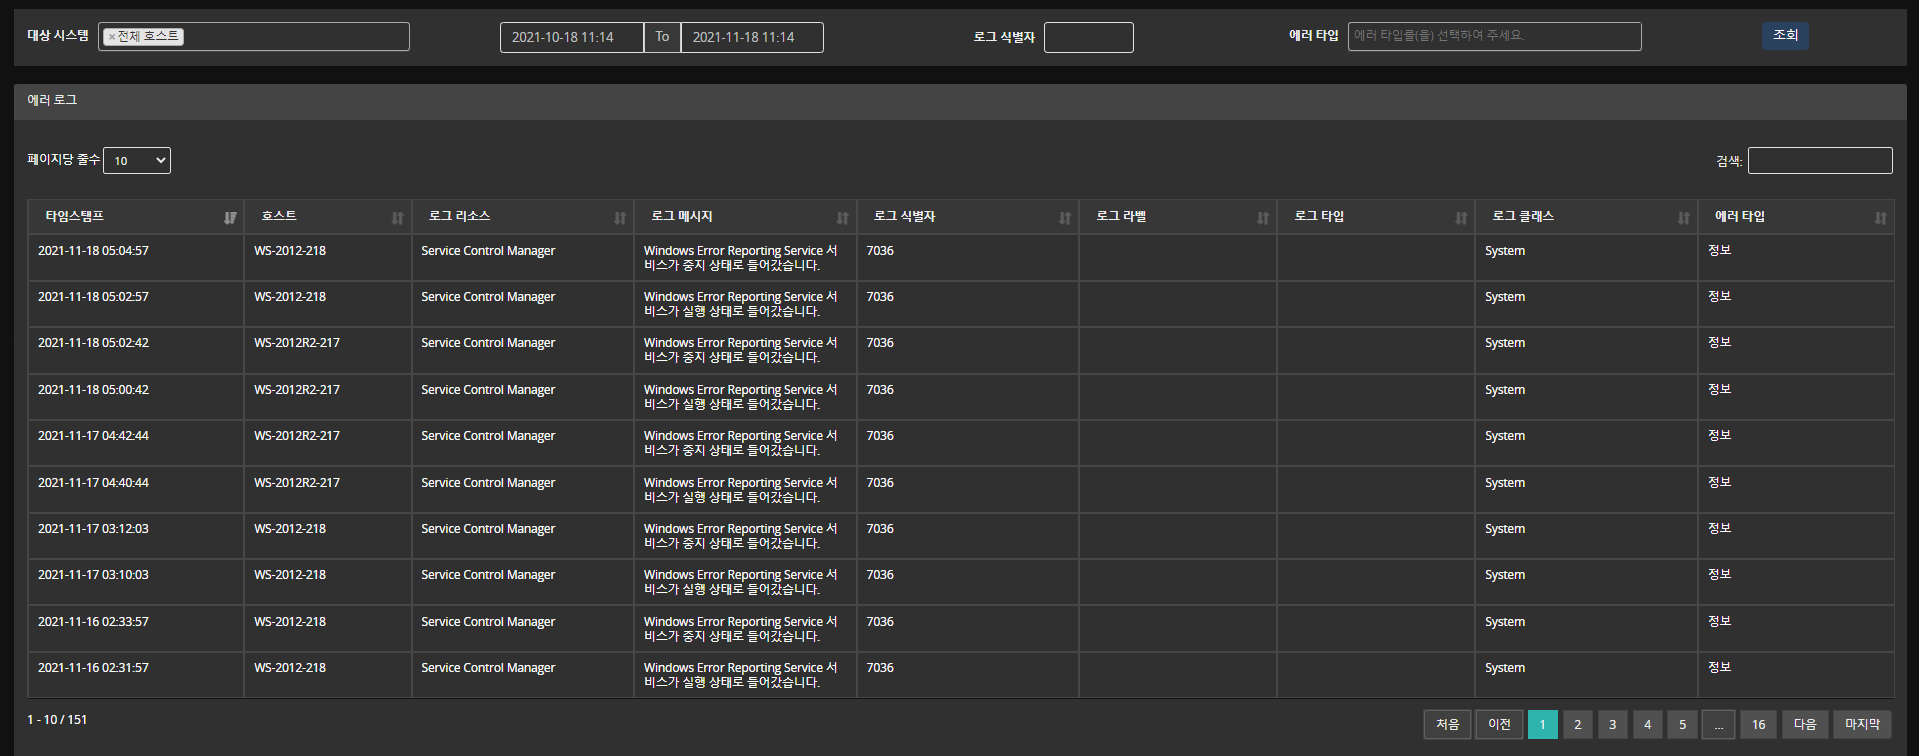 대상 시스템 ×전체 호스트 2021-10-18 11:14 To 2021-11-18 11:14 로그 식별자 에러 타입 에러 타입를(을) 선택하여 주세요. 조회
에러 로그
페이지당 줄수 10 검색:
타임스탬프 호스트 로그 리소스 로그 메시지 로그 식별자 로그 라벨 로그 타입 로그 클래스 에러 타입
2021-11-18 05:04:57 WS-2012-218 Service Control Manager Windows Error Reporting Service 서 7036 System 정보
비스가 중지 상태로 들어갔습니다.
2021-11-18 05:02:57 WS-2012-218 Service Control Manager Windows Error Reporting Service 서 7036 System 정보
비스가 실행 상태로 들어갔습니다.
2021-11-18 05:02:42 WS-2012R2-217 Service Control Manager Windows Error Reporting Service 서 7036 System 정보
비스가 중지 상태로 들어갔습니다.
2021-11-18 05:00:42 WS-2012R2-217 Service Control Manager Windows Error Reporting Service 서 7036 System 정보
비스가 실행 상태로 들어갔습니다.
2021-11-17 04:42:44 WS-2012R2-217 Service Control Manager Windows Error Reporting Service 서 7036 System 정보
비스가 중지 상태로 들어갔습니다.
2021-11-17 04:40:44 WS-2012R2-217 Service Control Manager Windows Error Reporting Service 서 7036 System 정보
비스가 실행 상태로 들어갔습니다.
2021-11-17 03:12:03 WS-2012-218 Service Control Manager Windows Error Reporting Service 서 7036 System 정보
비스가 중지 상태로 들어갔습니다.
2021-11-17 03:10:03 WS-2012-218 Service Control Manager Windows Error Reporting Service 서 7036 System 정보
비스가 실행 상태로 들어갔습니다.
2021-11-16 02:33:57 WS-2012-218 Service Control Manager Windows Error Reporting Service 서 7036 System 정보
비스가 중지 상태로 들어갔습니다.
2021-11-16 02:31:57 WS-2012-218 Service Control Manager Windows Error Reporting Service 서 7036 System 정보
비스가 실행 상태로 들어갔습니다.
1 - 10 / 151 처음 이전 1 2 3 4 5 ... 16 다음 마지막